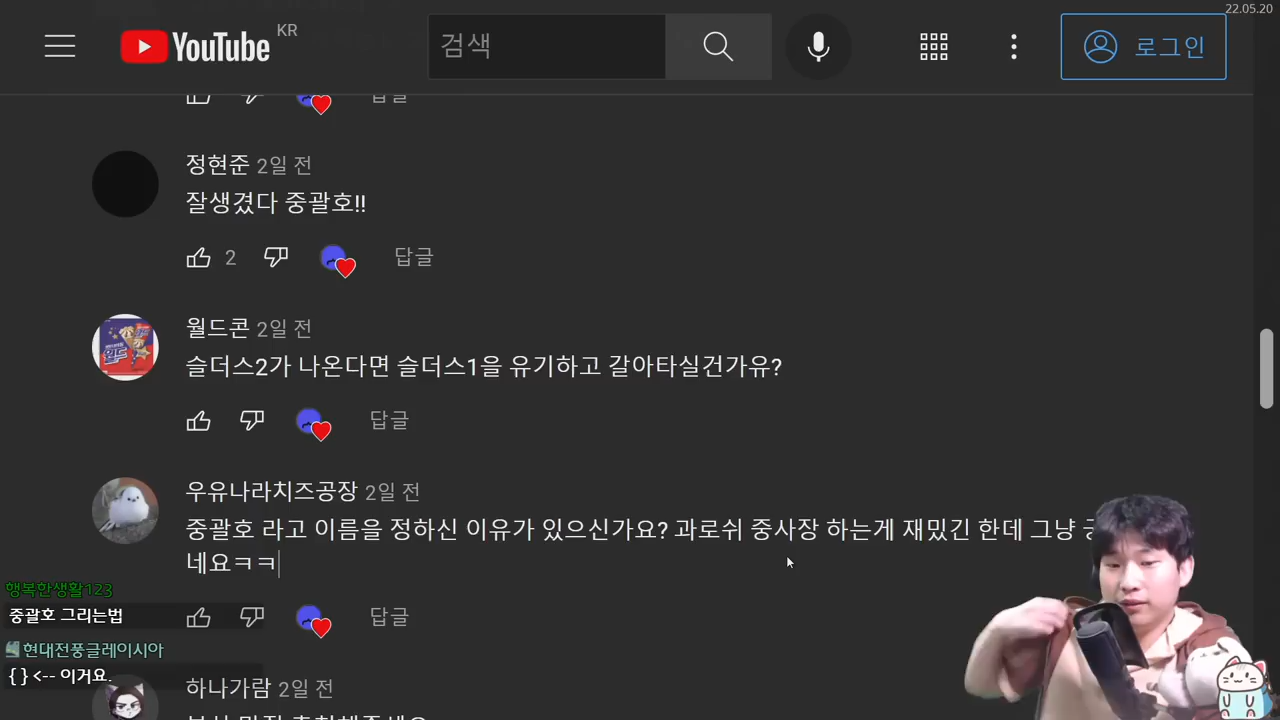 22.05.20
YouTube KR
검색
로그인
답글
정현준 2일 전
잘생겼다 중괄호!!
2 답글
월드콘 2일 전
슬더스2가 나온다면 슬더스1을 유기하고 갈아타실건가유?
답글
우유나라치즈공장 2일 전
중괄호 라고 이름을 정하신 이유가 있으신가요? 과로쉬 중사장 하는게 재밌긴 한데 그냥
네요ㅋㅋ
답글
행복한생활123
중괄호 그리는법
현대전풍글레이시아
{ } <-- 이거요.
하나가람 2일 전